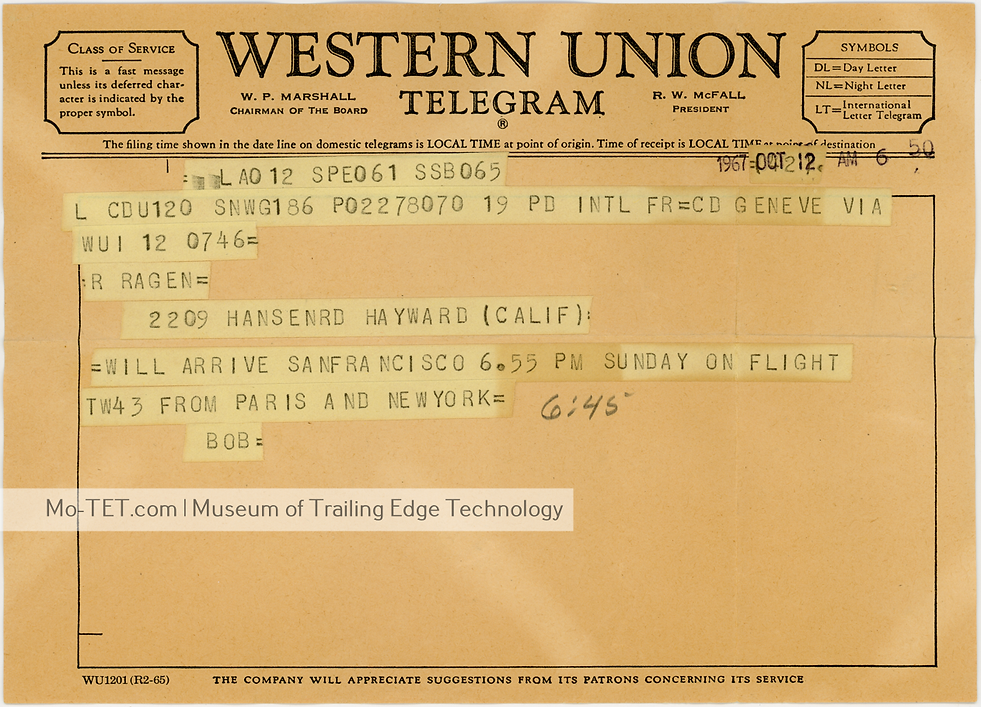 CLASS OF SERVICE
This is a fast message
unless its deferred char-
acter is indicated by the
proper symbol.
WESTERN UNION
TELEGRAM
®
W. P. MARSHALL
CHAIRMAN OF THE BOARD
R. W. McFALL
PRESIDENT
SYMBOLS
DL=Day Letter
NL=Night Letter
LT=International Letter Telegram
The filing time shown in the date line on domestic telegrams is LOCAL TIME at point of origin. Time of receipt is LOCAL TIME at point of destination
1967 OCT 12 AM 6 50
LA012 SPE061 SSB065
L CDU120 SNWG186 P02278070 19 PD INTL FR=CD GENEVE VIA
WUI 12 0746=
:R RAGEN=
2209 HANSENRD HAYWARD (CALIF):
=WILL ARRIVE SANFRANCISCO 6.55 PM SUNDAY ON FLIGHT
TW43 FROM PARIS AND NEWYORK=
6:45
BOB=
Mo-TET.com | Museum of Trailing Edge Technology
WU1201 (R2-65)
THE COMPANY WILL APPRECIATE SUGGESTIONS FROM ITS PATRONS CONCERNING ITS SERVICE